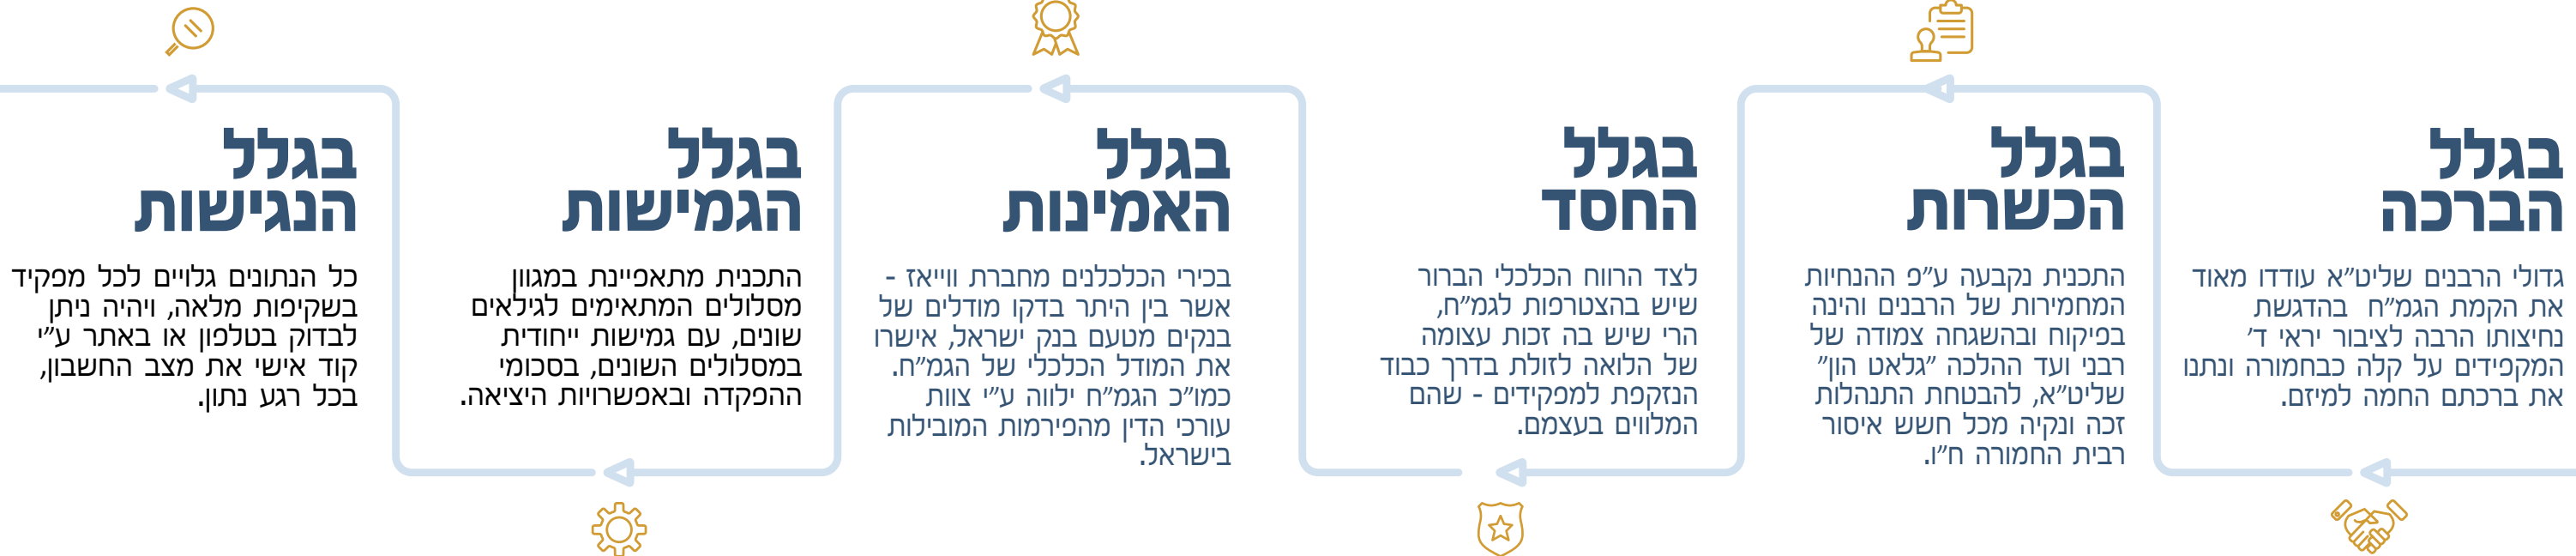 בגלל
הברכה
גדולי הרבנים שליט״א עודדו מאוד
את הקמת הגמ״ח בהדגשת
נחיצותו הרבה לציבור יראי ד׳
המקפידים על קלה כבחמורה ונתנו
את ברכתם החמה למיזם.
בגלל
הכשרות
התכנית נקבעה ע״פ ההנחיות
המחמירות של הרבנים והינה
בפיקוח ובהשגחה צמודה של
רבני ועד ההלכה ״גלאט הון״
שליט״א, להבטחת התנהלות
זכה ונקיה מכל חשש איסור
רבית החמורה ח״ו.
בגלל
החסד
לצד הרווח הכלכלי הברור
שיש בהצטרפות לגמ״ח,
הרי שיש בה זכות עצומה
של הלואה לזולת בדרך כבוד
הנזקפת למפקידים - שהם
המלווים בעצמם.
בגלל
האמינות
בכירי הכלכלנים מחברת ווייאז -
אשר בין היתר בדקו מודלים של
בנקים מטעם בנק ישראל, אישרו
את המודל הכלכלי של הגמ״ח.
כמו״כ הגמ״ח ילווה ע״י צוות
עורכי הדין מהפירמות המובילות
בישראל.
בגלל
הגמישות
התכנית מתאפיינת במגוון
מסלולים המתאימים לגילאים
שונים, עם גמישות ייחודית
במסלולים השונים, בסכומי
ההפקדה ובאפשרויות היציאה.
בגלל
הנגישות
כל הנתונים גלויים לכל מפקיד
בשקיפות מלאה, ויהיה ניתן
לבדוק בטלפון או באתר ע״י
קוד אישי את מצב החשבון,
בכל רגע נתון.